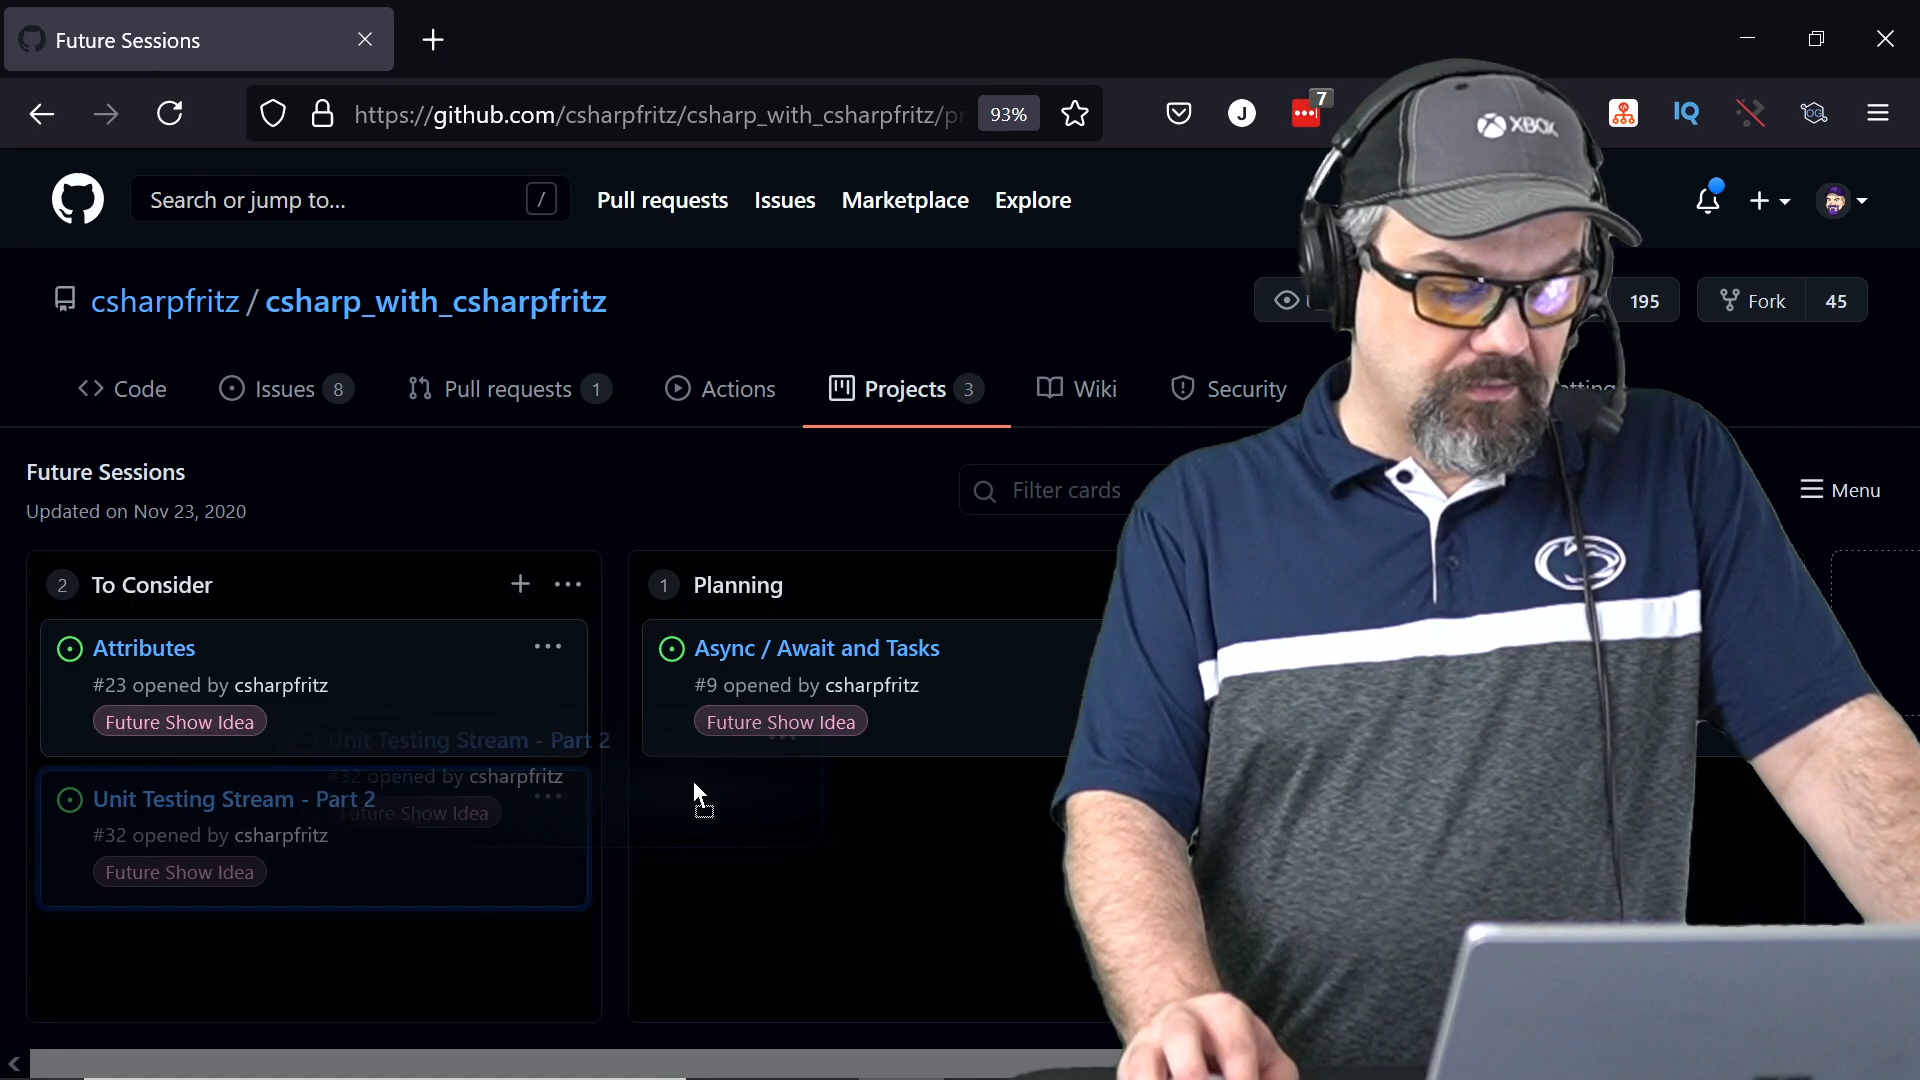 Future Sessions
https://github.com/csharpfritz/csharp_with_csharpfritz/p
93%
J
7
IQ
OG
XBOX
Search or jump to...
/
Pull requests
Issues
Marketplace
Explore
csharpfritz / csharp_with_csharpfritz
195
Fork
45
Code
Issues 8
Pull requests 1
Actions
Projects 3
Wiki
Security
Future Sessions
Updated on Nov 23, 2020
Filter cards
Menu
2 To Consider
1 Planning
Attributes
#23 opened by csharpfritz
Future Show Idea
Async / Await and Tasks
#9 opened by csharpfritz
Future Show Idea
Unit Testing Stream - Part 2
#32 opened by csharpfritz
Future Show Idea
Unit Testing Stream - Part 2
#32 opened by csharpfritz
Future Show Idea